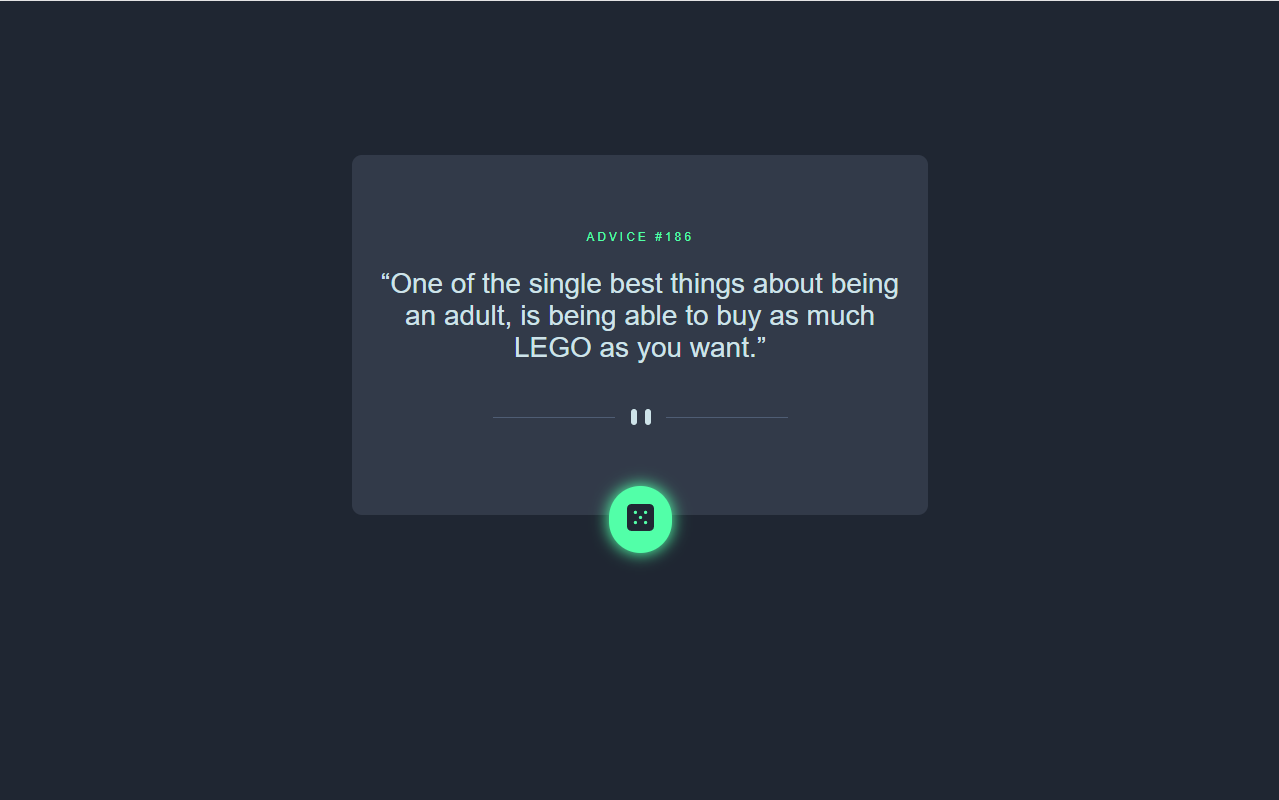 ADVICE #186
“One of the single best things about being
an adult, is being able to buy as much
LEGO as you want.”